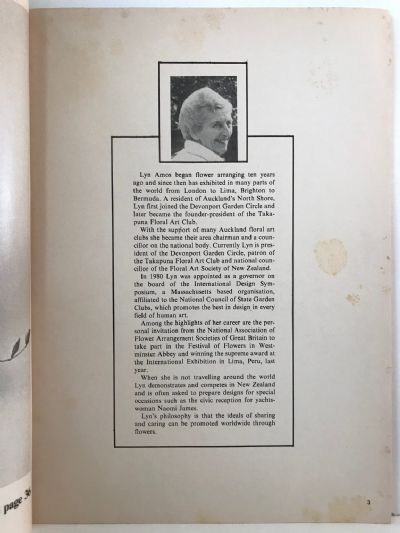 Lyn Amos began flower arranging ten years
ago and since then has exhibited in many parts of
the world from London to Lima, Brighton to
Bermuda. A resident of Auckland's North Shore,
Lyn first joined the Devonport Garden Circle and
later became the founder-president of the Taka-
puna Floral Art Club.
With the support of many Auckland floral art
clubs she became their area chairman and a coun-
cillor on the national body. Currently Lyn is pres-
ident of the Devonport Garden Circle, patron of
the Takapuna Floral Art Club and national coun-
cillor of the Floral Art Society of New Zealand.
In 1980 Lyn was appointed as a governor on
the board of the International Design Sym-
posium, a Massachusetts based organisation,
affiliated to the National Council of State Garden
Clubs, which promotes the best in design in every
field of human art.
Among the highlights of her career are the per-
sonal invitation from the National Association of
Flower Arrangement Societies of Great Britain to
take part in the Festival of Flowers in West-
minster Abbey and winning the supreme award at
the International Exhibition in Lima, Peru, last
year.
When she is not travelling around the world
Lyn demonstrates and competes in New Zealand
and is often asked to prepare designs for special
occasions such as the civic reception for yachts-
woman Naomi James.
Lyn's philosophy is that the ideals of sharing
and caring can be promoted worldwide through
flowers.
page 36
3